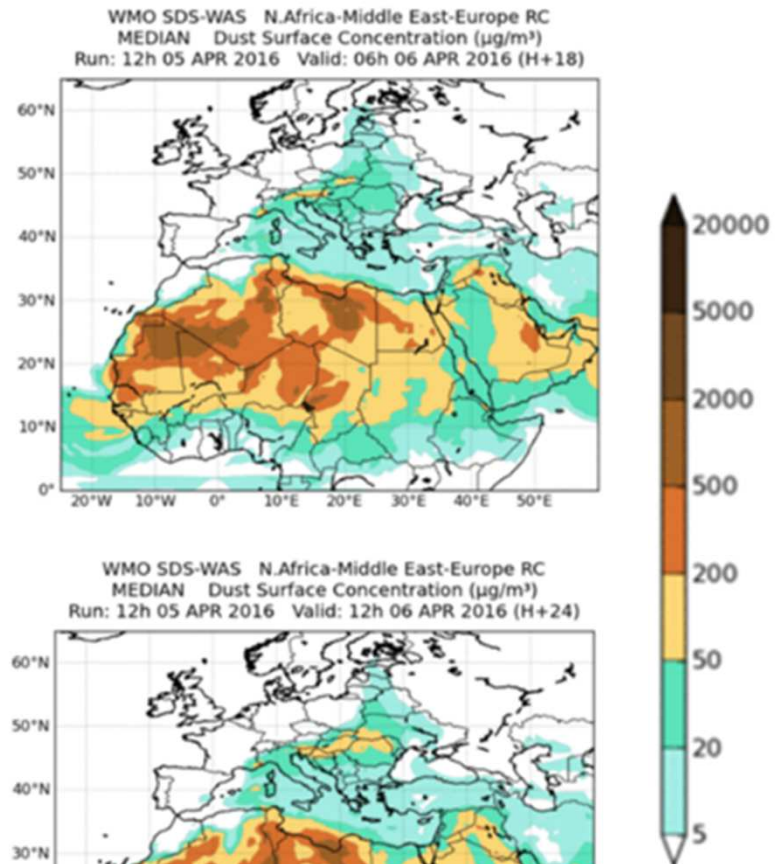 WMO SDS-WAS N.Africa-Middle East-Europe RC
MEDIAN Dust Surface Concentration (µg/m³)
Run: 12h 05 APR 2016 Valid: 06h 06 APR 2016 (H+18)
60°N
50°N
40°N
30°N
20°N
10°N
0°
20°W 10°W 0° 10°E 20°E 30°E 40°E 50°E
20000
5000
2000
500
200
50
20
5
WMO SDS-WAS N.Africa-Middle East-Europe RC
MEDIAN Dust Surface Concentration (µg/m³)
Run: 12h 05 APR 2016 Valid: 12h 06 APR 2016 (H+24)
60°N
50°N
40°N
30°N